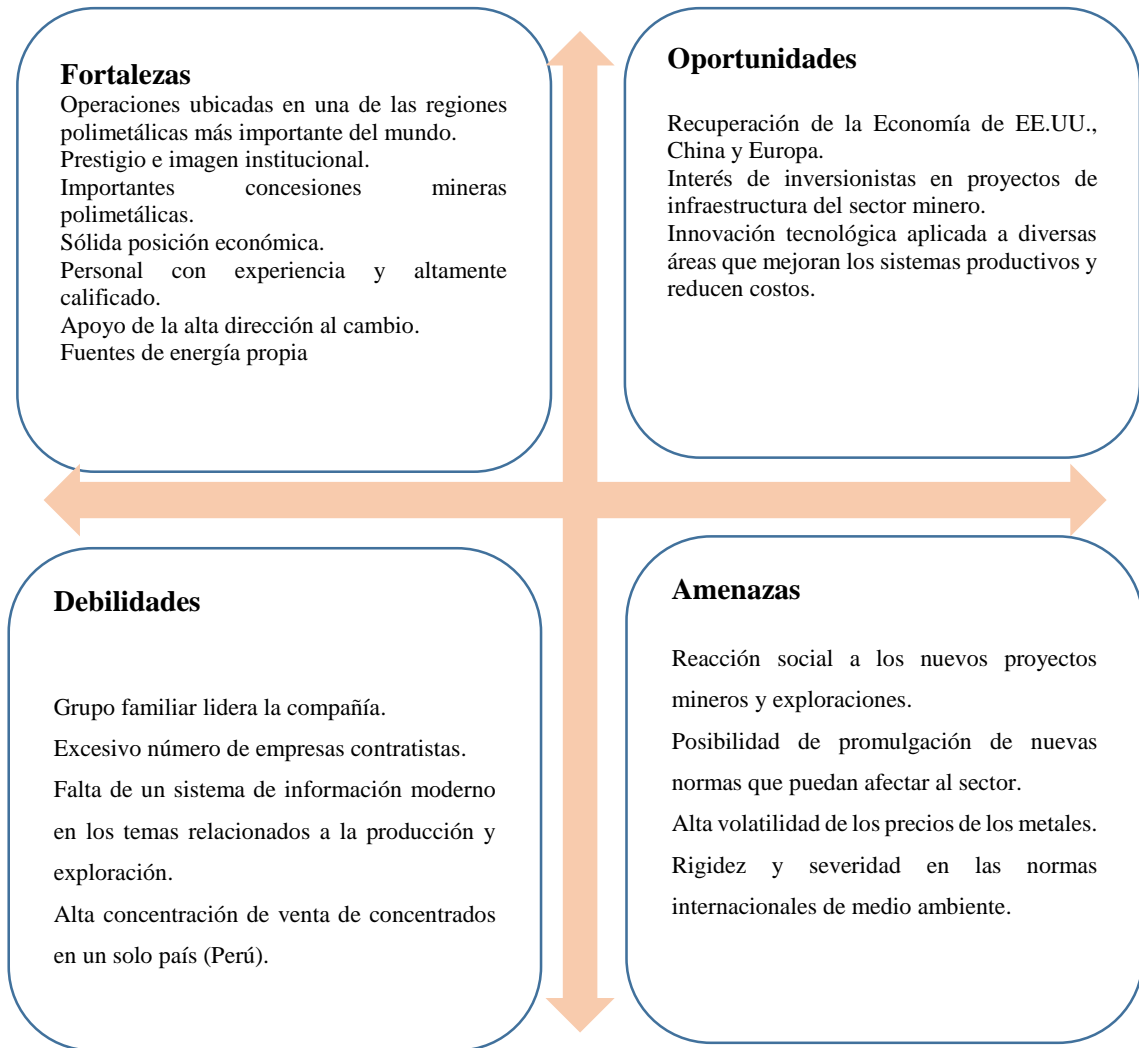 Fortalezas
Operaciones ubicadas en una de las regiones
polimetálicas más importante del mundo.
Prestigio e imagen institucional.
Importantes concesiones mineras
polimetálicas.
Sólida posición económica.
Personal con experiencia y altamente
calificado.
Apoyo de la alta dirección al cambio.
Fuentes de energía propia
Oportunidades
Recuperación de la Economía de EE.UU.,
China y Europa.
Interés de inversionistas en proyectos de
infraestructura del sector minero.
Innovación tecnológica aplicada a diversas
áreas que mejoran los sistemas productivos y
reducen costos.
Debilidades
Grupo familiar lidera la compañía.
Excesivo número de empresas contratistas.
Falta de un sistema de información moderno
en los temas relacionados a la producción y
exploración.
Alta concentración de venta de concentrados
en un solo país (Perú).
Amenazas
Reacción social a los nuevos proyectos
mineros y exploraciones.
Posibilidad de promulgación de nuevas
normas que puedan afectar al sector.
Alta volatilidad de los precios de los metales.
Rigidez y severidad en las normas
internacionales de medio ambiente.